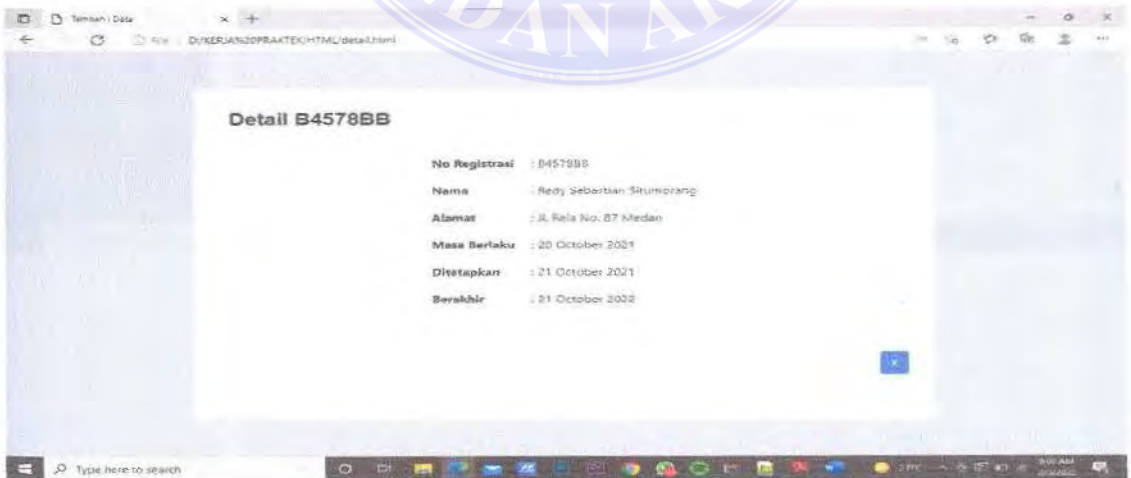 DAN A
Tambah Data
File D:/KERJA%20PRAKTEK/HTML/detail.html
Detail B4578BB
No Registrasi : B4578BB
Nama : Redy Sebastian Situmorang
Alamat : Jl. Rela No. 87 Medan
Masa Berlaku : 20 October 2021
Ditetapkan : 21 October 2021
Berakhir : 21 October 2022
x
Type here to search